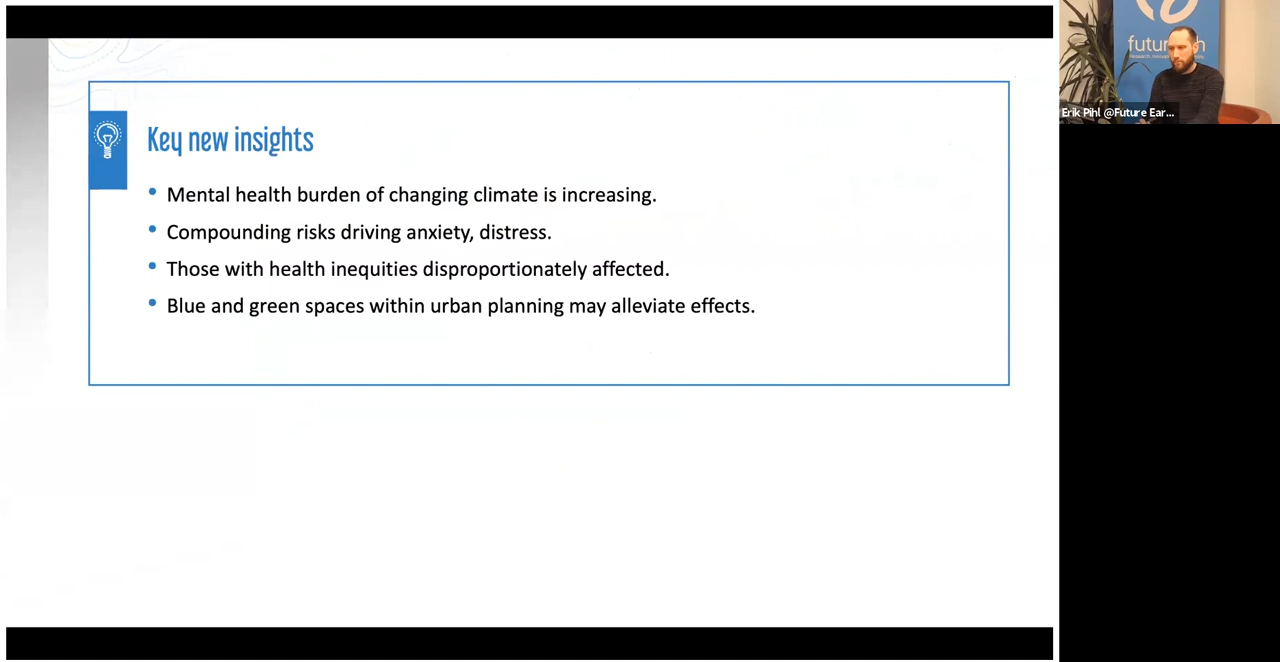 Key new insights
• Mental health burden of changing climate is increasing.
• Compounding risks driving anxiety, distress.
• Those with health inequities disproportionately affected.
• Blue and green spaces within urban planning may alleviate effects.
Erik Pihl @Future Ear...